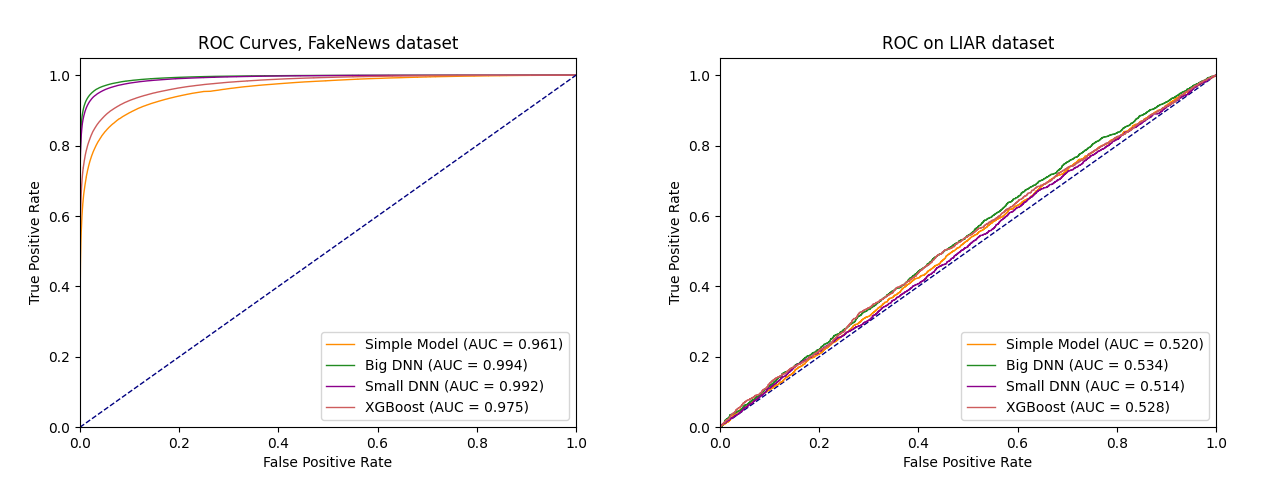 ROC Curves, FakeNews dataset
True Positive Rate
1.0
0.8
0.6
0.4
0.2
0.0
Simple Model (AUC = 0.961)
Big DNN (AUC = 0.994)
Small DNN (AUC = 0.992)
XGBoost (AUC = 0.975)
0.0 0.2 0.4 0.6 0.8 1.0
False Positive Rate
ROC on LIAR dataset
True Positive Rate
1.0
0.8
0.6
0.4
0.2
0.0
Simple Model (AUC = 0.520)
Big DNN (AUC = 0.534)
Small DNN (AUC = 0.514)
XGBoost (AUC = 0.528)
0.0 0.2 0.4 0.6 0.8 1.0
False Positive Rate